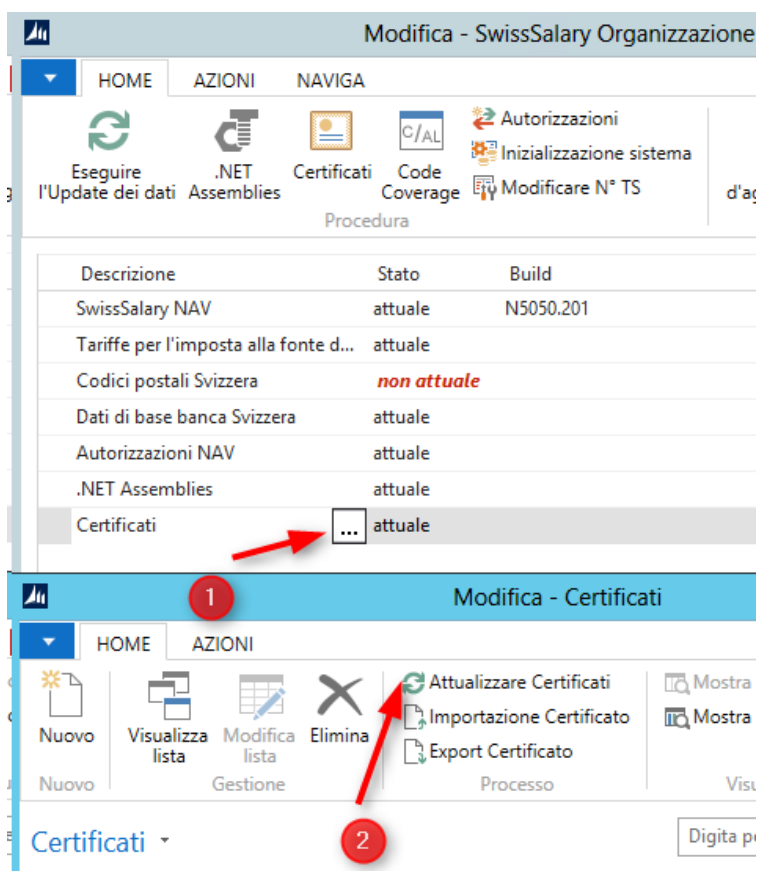 Modifica - SwissSalary Organizzazione
HOME AZIONI NAVIGA
Eseguire l'Update dei dati
.NET Assemblies
Certificati
C/AL
Code Coverage
Autorizzazioni
Inizializzazione sistema
Modificare N° TS
d'ag
Procedura
Descrizione Stato Build
SwissSalary NAV attuale N5050.201
Tariffe per l'imposta alla fonte d... attuale
Codici postali Svizzera non attuale
Dati di base banca Svizzera attuale
Autorizzazioni NAV attuale
.NET Assemblies attuale
Certificati ... attuale
1
Modifica - Certificati
HOME AZIONI
Nuovo
Visualizza lista
Modifica lista
Elimina
Attualizzare Certificati
Importazione Certificato
Export Certificato
Mostra
Mostra
Nuovo Gestione Processo Visu
2
Certificati
Digita pe